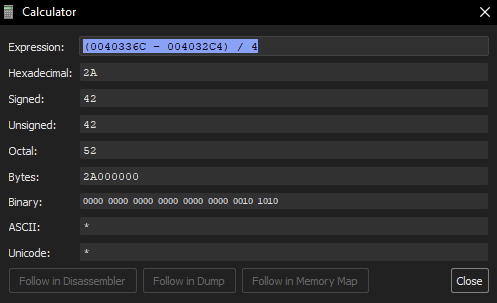 Calculator
Expression: (0040336C - 004032C4) / 4
Hexadecimal: 2A
Signed: 42
Unsigned: 42
Octal: 52
Bytes: 2A000000
Binary: 0000 0000 0000 0000 0000 0000 0010 1010
ASCII: *
Unicode: *
Follow in Disassembler Follow in Dump Follow in Memory Map Close